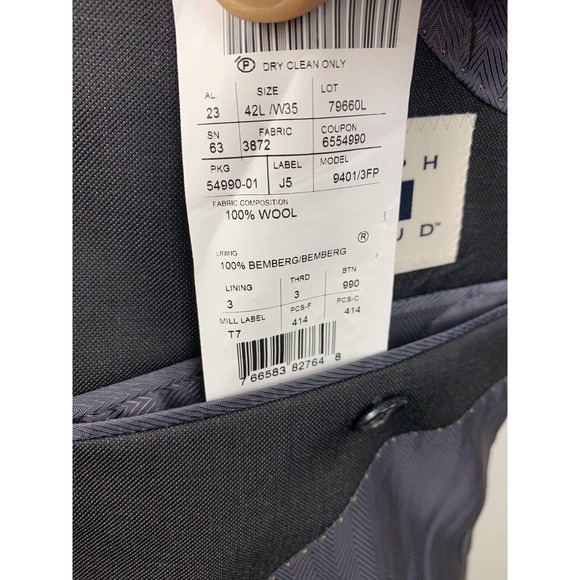 P DRY CLEAN ONLY
AL. SIZE LOT
23 42L /W35 79660L
SN FABRIC COUPON
63 3872 6554990
PKG LABEL MODEL
54990-01 J5 9401/3FP
FABRIC COMPOSITION
100% WOOL
LINING
100% BEMBERG/BEMBERG ®
LINING THRD BTN
3 3 990
MILL LABEL PCS-F PCS-C
T7 414 414
7 66583 82764 8
PH
UD™